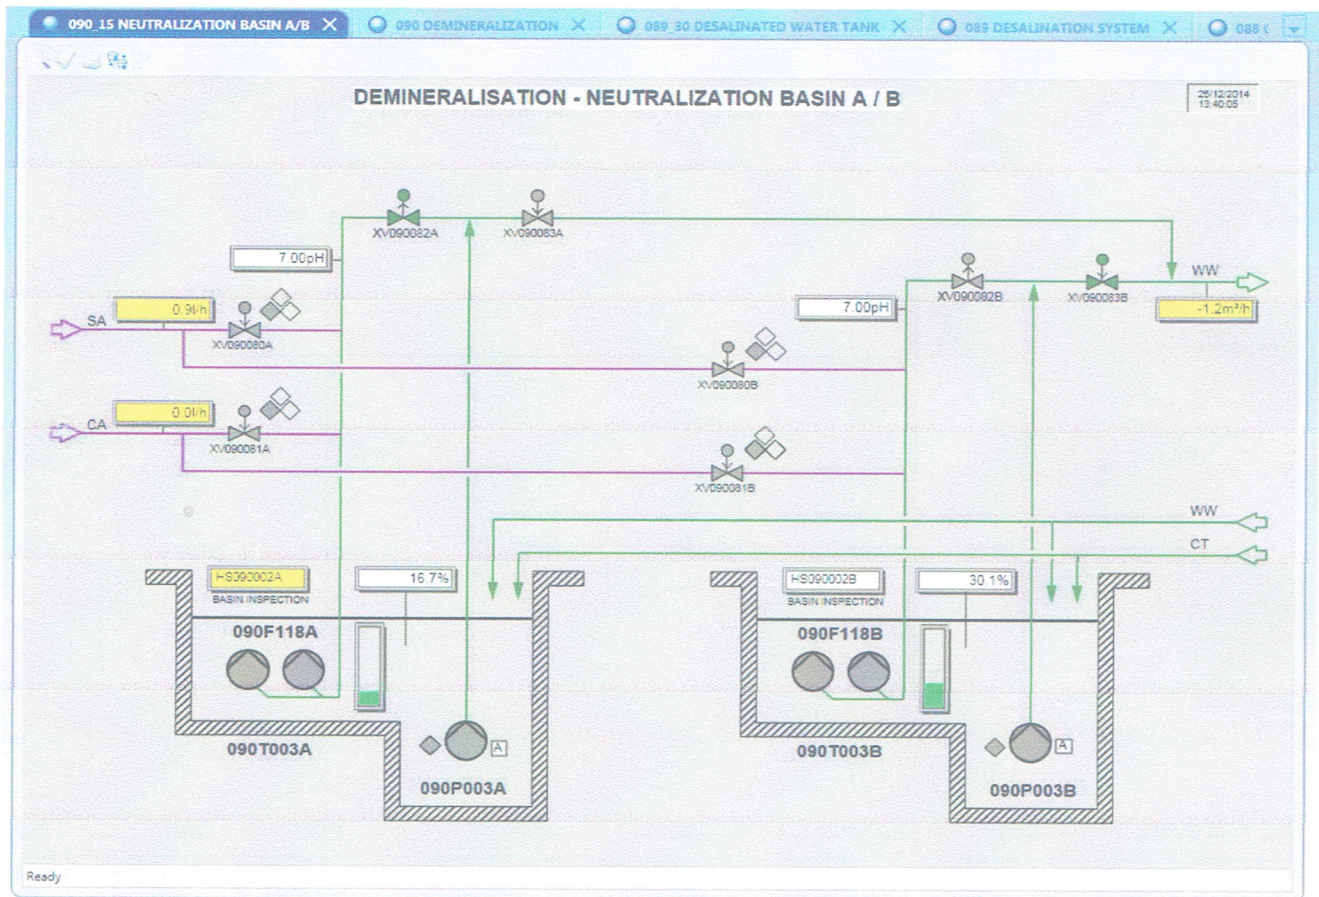 090_15 NEUTRALIZATION BASIN A/B
090 DEMINERALIZATION
089_30 DESALINATED WATER TANK
089 DESALINATION SYSTEM
DEMINERALISATION - NEUTRALIZATION BASIN A / B
25/12/2014
13:40:05
XV090082A
XV090083A
7.00pH
WW
XV090082B
XV090083B
0.9l/h
7.00pH
-1.2m³/h
SA
XV090080A
XV090080B
0.0l/h
CA
XV090081A
XV090081B
WW
CT
HS090002A
16.7%
HS090002B
30.1%
BASIN INSPECTION
BASIN INSPECTION
090F118A
090F118B
090T003A
A
090T003B
A
090P003A
090P003B
Ready